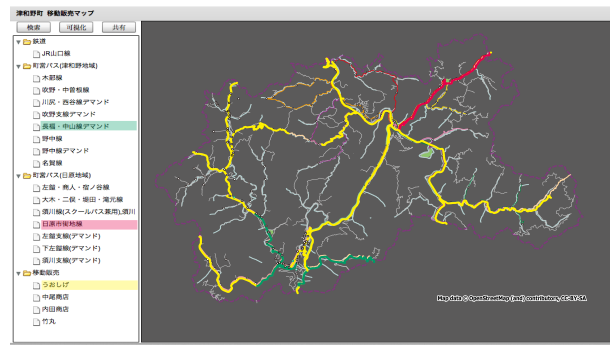 津和野町 移動販売マップ
検索 可視化 共有
鉄道
JR山口線
町営バス(津和野地域)
木部線
吹野・中曽根線
川尻・西谷線デマンド
吹野支線デマンド
長福・中山線デマンド
野中線
野中線デマンド
名賀線
町営バス(日原地域)
左鐙・商人・宿ノ谷線
大木・二俣・堤田・滝元線
須川線(スクールバス兼用),須川
日原市街地線
左鐙支線(デマンド)
下左鐙線(デマンド)
須川支線(デマンド)
移動販売
うおしげ
中尾商店
内田商店
竹丸
Map data © OpenStreetMap (and) contributors, CC-BY-SA